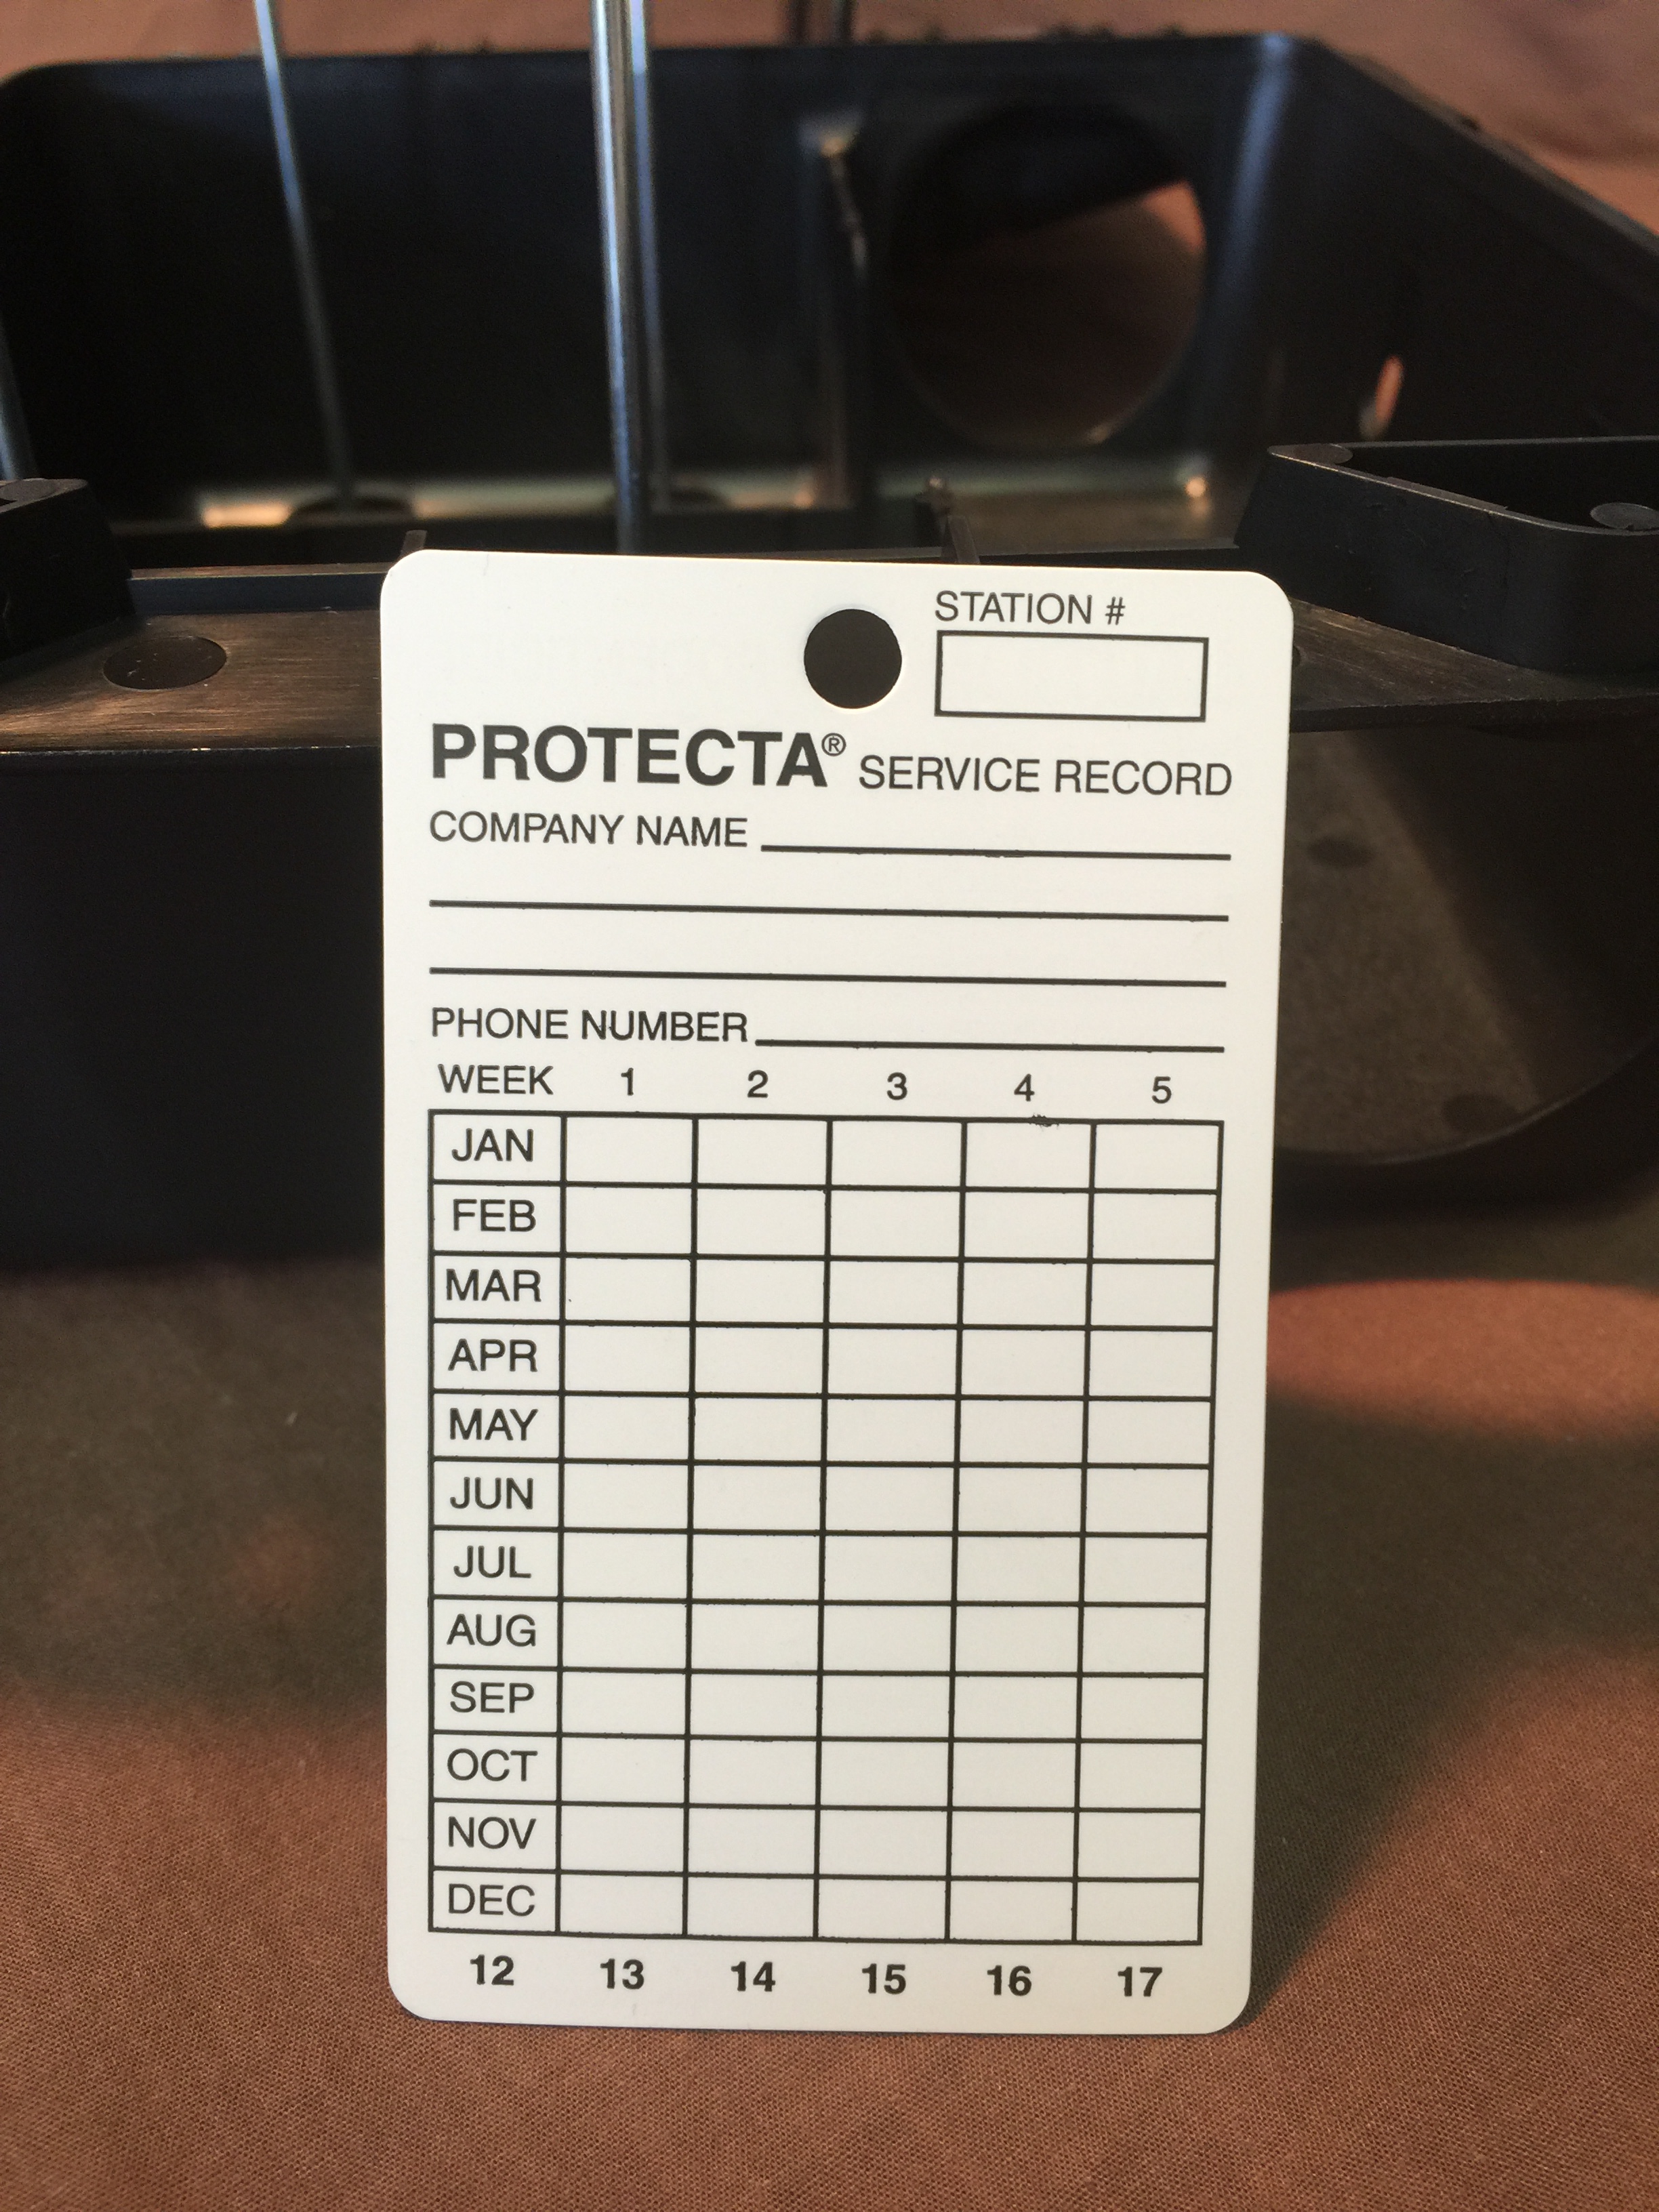 STATION #
PROTECTA® SERVICE RECORD
COMPANY NAME
PHONE NUMBER
WEEK 1 2 3 4 5
JAN
FEB
MAR
APR
MAY
JUN
JUL
AUG
SEP
OCT
NOV
DEC
12 13 14 15 16 17